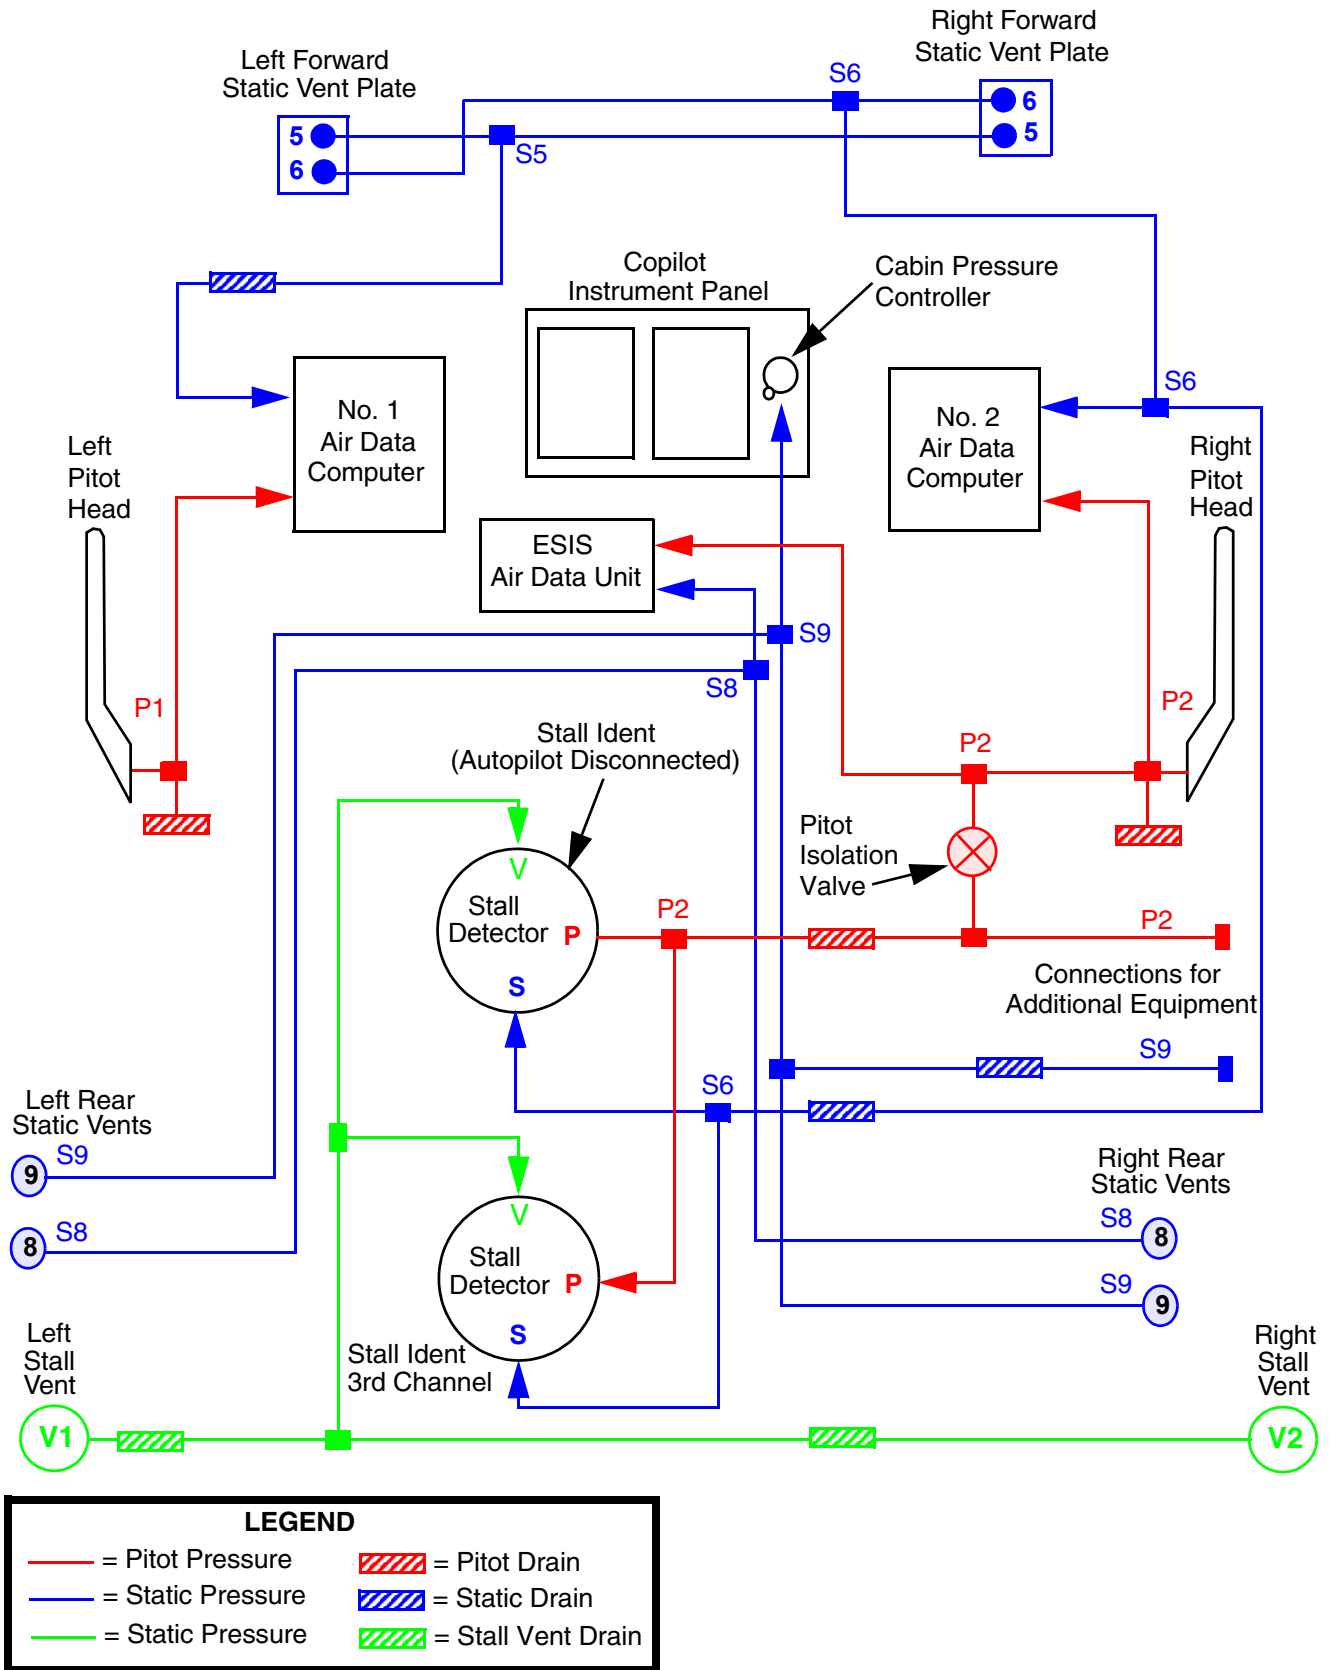 Right Forward
Static Vent Plate
Left Forward
Static Vent Plate
S6
6
5
5
6
S5
Copilot
Instrument Panel
Cabin Pressure
Controller
S6
No. 1
Air Data
Computer
No. 2
Air Data
Computer
Left
Pitot
Head
Right
Pitot
Head
ESIS
Air Data Unit
S9
S8
P1
P2
P2
Stall Ident
(Autopilot Disconnected)
Pitot
Isolation
Valve
V
Stall
Detector
P
S
P2
P2
Connections for
Additional Equipment
S9
S6
Left Rear
Static Vents
S9
9
S8
8
Right Rear
Static Vents
S8
8
S9
9
V
Stall
Detector
P
S
Stall Ident
3rd Channel
Left
Stall
Vent
V1
Right
Stall
Vent
V2
LEGEND
= Pitot Pressure
= Pitot Drain
= Static Pressure
= Static Drain
= Static Pressure
= Stall Vent Drain